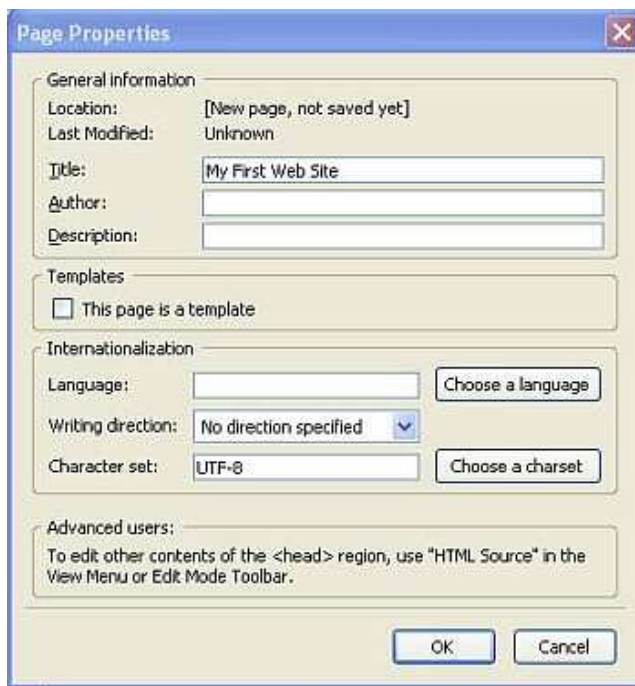 Page Properties
General information
Location: [New page, not saved yet]
Last Modified: Unknown
Title: My First Web Site
Author:
Description:
Templates
This page is a template
Internationalization
Language: Choose a language
Writing direction: No direction specified
Character set: UTF-8 Choose a charset
Advanced users:
To edit other contents of the <head> region, use "HTML Source" in the
View Menu or Edit Mode Toolbar.
OK Cancel